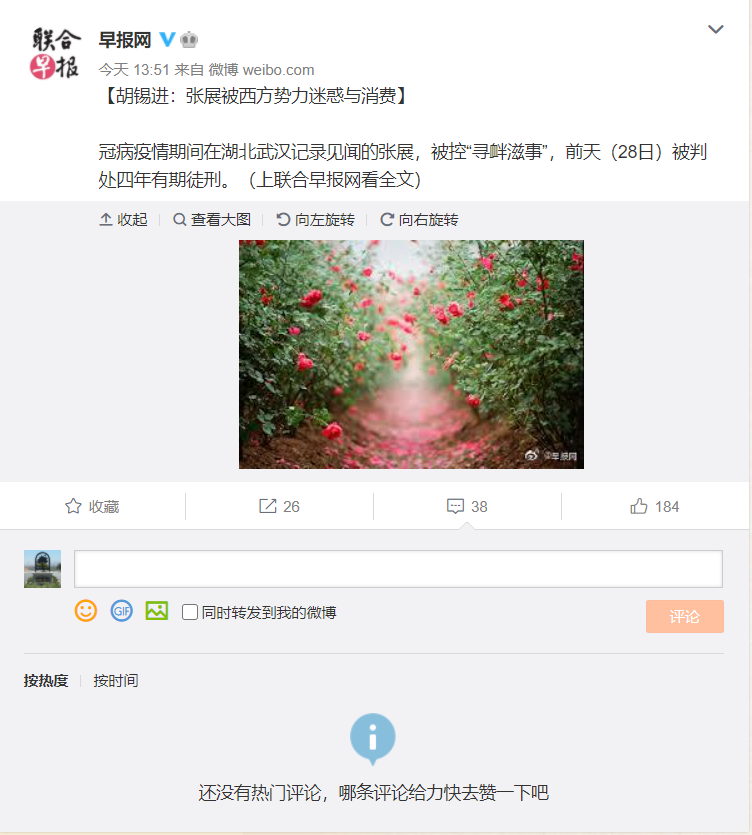 联合
早报
早报网
今天 13:51 来自 微博 weibo.com
【胡锡进：张展被西方势力迷惑与消费】
冠病疫情期间在湖北武汉记录见闻的张展，被控“寻衅滋事”，前天（28日）被判
处四年有期徒刑。（上联合早报网看全文）
收起 查看大图 向左旋转 向右旋转
@早报网
收藏 26 38 184
GIF 同时转发到我的微博 评论
按热度 按时间
还没有热门评论，哪条评论给力快去赞一下吧